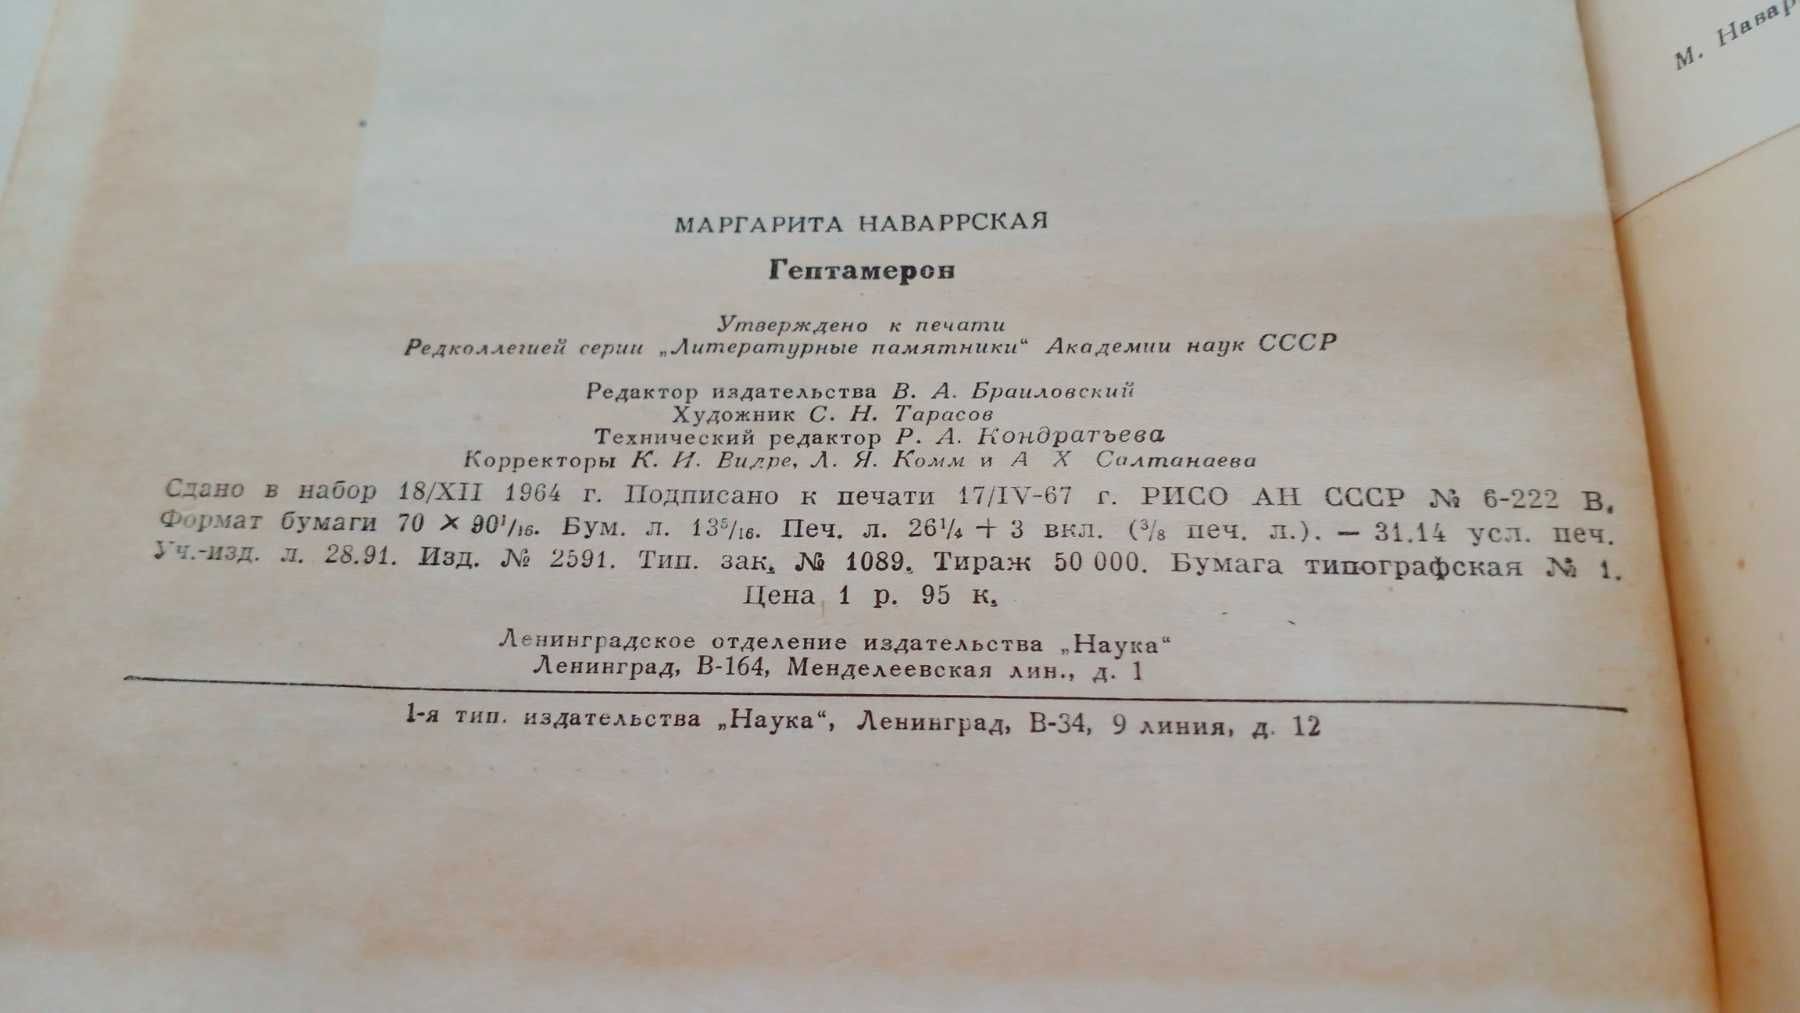 МАРГАРИТА НАВАРРСКАЯ
Гептамерон
Утверждено к печати
Редколлегией серии „Литературные памятники“ Академии наук СССР
Редактор издательства В. А. Браиловский
Художник С. Н. Тарасов
Технический редактор Р. А. Кондратьева
Корректоры К. И. Видре, Л. Я. Комм и А Х Салтанаева
Сдано в набор 18/XII 1964 г. Подписано к печати 17/IV-67 г. РИСО АН СССР № 6-222 В.
Формат бумаги 70 × 90¹/₁₆. Бум. л. 13⁵/₁₆. Печ. л. 26¹/₄ + 3 вкл. (³/₈ печ. л.). — 31.14 усл. печ.
Уч.-изд. л. 28.91. Изд. № 2591. Тип. зак. № 1089. Тираж 50 000. Бумага типографская № 1.
Цена 1 р. 95 к.
Ленинградское отделение издательства „Наука“
Ленинград, В-164, Менделеевская лин., д. 1
1-я тип. издательства „Наука“, Ленинград, В-34, 9 линия, д. 12
М.